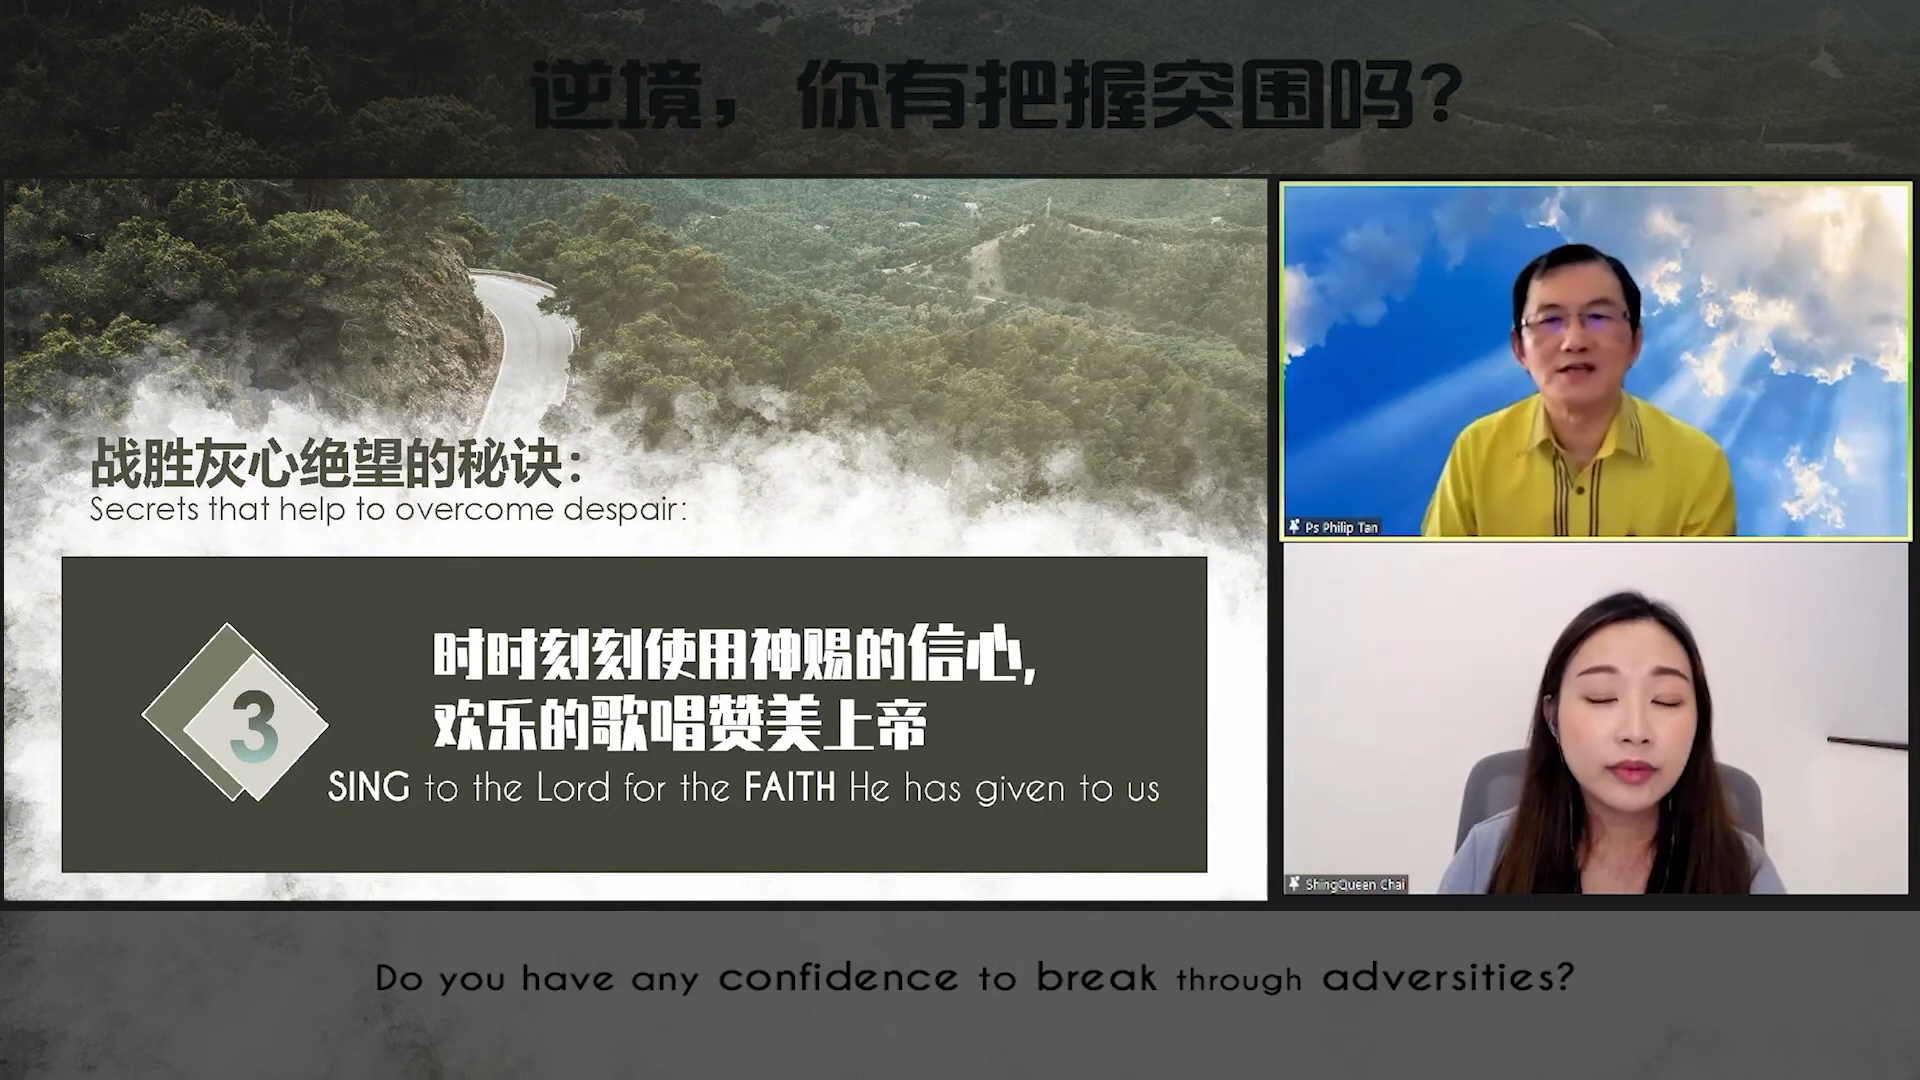 逆境，你有把握突围吗？
战胜灰心绝望的秘诀：
Secrets that help to overcome despair:
3
时时刻刻使用神赐的信心，
欢乐的歌唱赞美上帝
SING to the Lord for the FAITH He has given to us
Ps Philip Tan
ShingQueen Chai
Do you have any confidence to break through adversities?